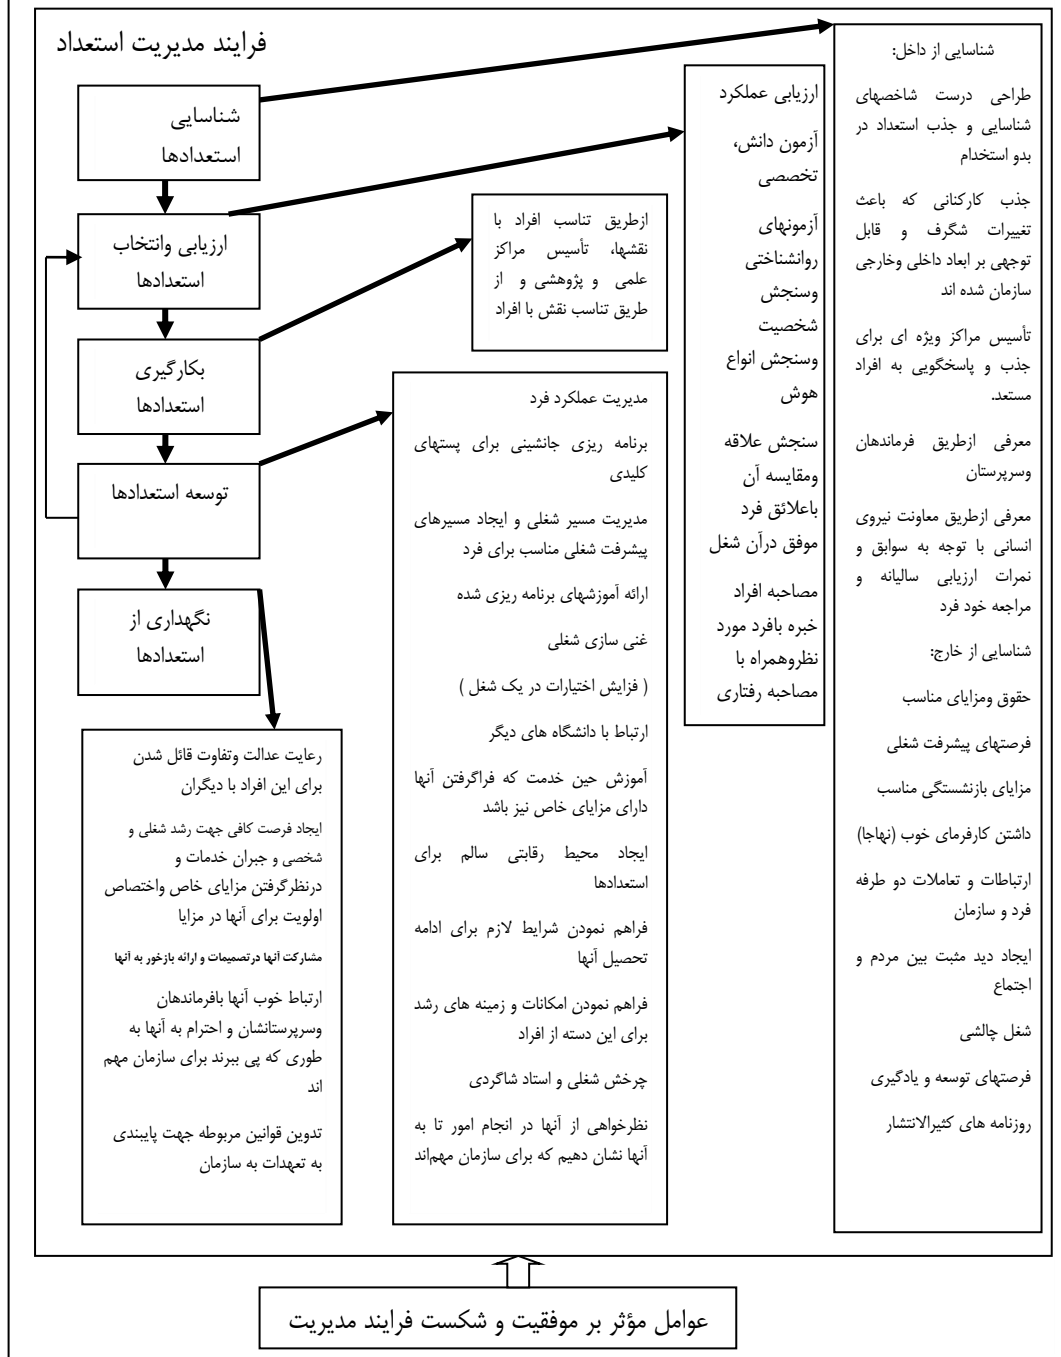 فرایند مدیریت استعداد
شناسایی
استعدادها
ارزیابی وانتخاب
استعدادها
بکارگیری
استعدادها
توسعه استعدادها
نگهداری از
استعدادها
شناسایی از داخل:
طراحی درست شاخصهای
شناسایی و جذب استعداد در
بدو استخدام
جذب کارکنانی که باعث
تغییرات شگرف و قابل
توجهی بر ابعاد داخلی وخارجی
سازمان شده اند
تأسیس مراکز ویژه ای برای
جذب و پاسخگویی به افراد
مستعد.
معرفی ازطریق فرماندهان
وسرپرستان
معرفی ازطریق معاونت نیروی
انسانی با توجه به سوابق و
نمرات ارزیابی سالیانه و
مراجعه خود فرد
شناسایی از خارج:
حقوق ومزایای مناسب
فرصتهای پیشرفت شغلی
مزایای بازنشستگی مناسب
داشتن کارفرمای خوب (نهاجا)
ارتباطات و تعاملات دو طرفه
فرد و سازمان
ایجاد دید مثبت بین مردم و
اجتماع
شغل چالشی
فرصتهای توسعه و یادگیری
روزنامه های کثیرالانتشار
ارزیابی عملکرد
آزمون دانش،
تخصصی
آزمونهای
روانشناختی
وسنجش
شخصیت
وسنجش انواع
هوش
سنجش علاقه
ومقایسه آن
باعلائق فرد
موفق درآن شغل
مصاحبه افراد
خبره بافرد مورد
نظروهمراه با
مصاحبه رفتاری
ازطریق تناسب افراد با
نقشها، تأسیس مراکز
علمی و پژوهشی و از
طریق تناسب نقش با افراد
مدیریت عملکرد فرد
برنامه ریزی جانشینی برای پستهای
کلیدی
مدیریت مسیر شغلی و ایجاد مسیرهای
پیشرفت شغلی مناسب برای فرد
ارائه آموزشهای برنامه ریزی شده
غنی سازی شغلی
( فزایش اختیارات در یک شغل )
ارتباط با دانشگاه های دیگر
آموزش حین خدمت که فراگرفتن آنها
دارای مزایای خاص نیز باشد
ایجاد محیط رقابتی سالم برای
استعدادها
فراهم نمودن شرایط لازم برای ادامه
تحصیل آنها
فراهم نمودن امکانات و زمینه های رشد
برای این دسته از افراد
چرخش شغلی و استاد شاگردی
نظرخواهی از آنها در انجام امور تا به
آنها نشان دهیم که برای سازمان مهم‌اند
رعایت عدالت وتفاوت قائل شدن
برای این افراد با دیگران
ایجاد فرصت کافی جهت رشد شغلی و
شخصی و جبران خدمات و
درنظرگرفتن مزایای خاص واختصاص
اولویت برای آنها در مزایا
مشارکت آنها درتصمیمات و ارائه بازخور به آنها
ارتباط خوب آنها بافرماندهان
وسرپرستانشان و احترام به آنها به
طوری که پی ببرند برای سازمان مهم
اند
تدوین قوانین مربوطه جهت پایبندی
به تعهدات به سازمان
عوامل مؤثر بر موفقیت و شکست فرایند مدیریت